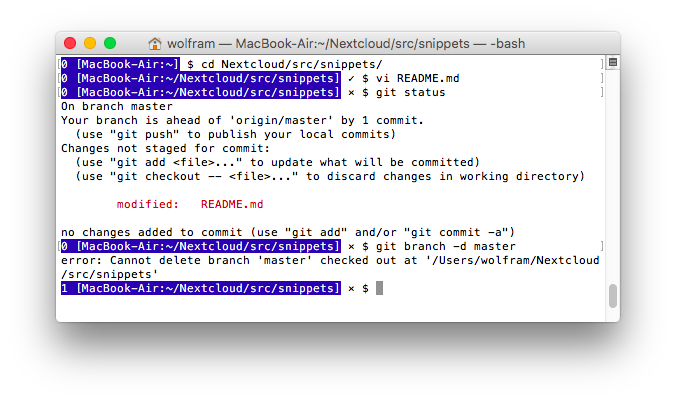 wolfram — MacBook-Air:~/Nextcloud/src/snippets — -bash
[0 [MacBook-Air:~] $ cd Nextcloud/src/snippets/ ]
[0 [MacBook-Air:~/Nextcloud/src/snippets] ✓ $ vi README.md ]
[0 [MacBook-Air:~/Nextcloud/src/snippets] × $ git status ]
On branch master
Your branch is ahead of 'origin/master' by 1 commit.
  (use "git push" to publish your local commits)
Changes not staged for commit:
  (use "git add <file>..." to update what will be committed)
  (use "git checkout -- <file>..." to discard changes in working directory)
        modified:   README.md
no changes added to commit (use "git add" and/or "git commit -a")
[0 [MacBook-Air:~/Nextcloud/src/snippets] × $ git branch -d master ]
error: Cannot delete branch 'master' checked out at '/Users/wolfram/Nextcloud
/src/snippets'
1 [MacBook-Air:~/Nextcloud/src/snippets] × $